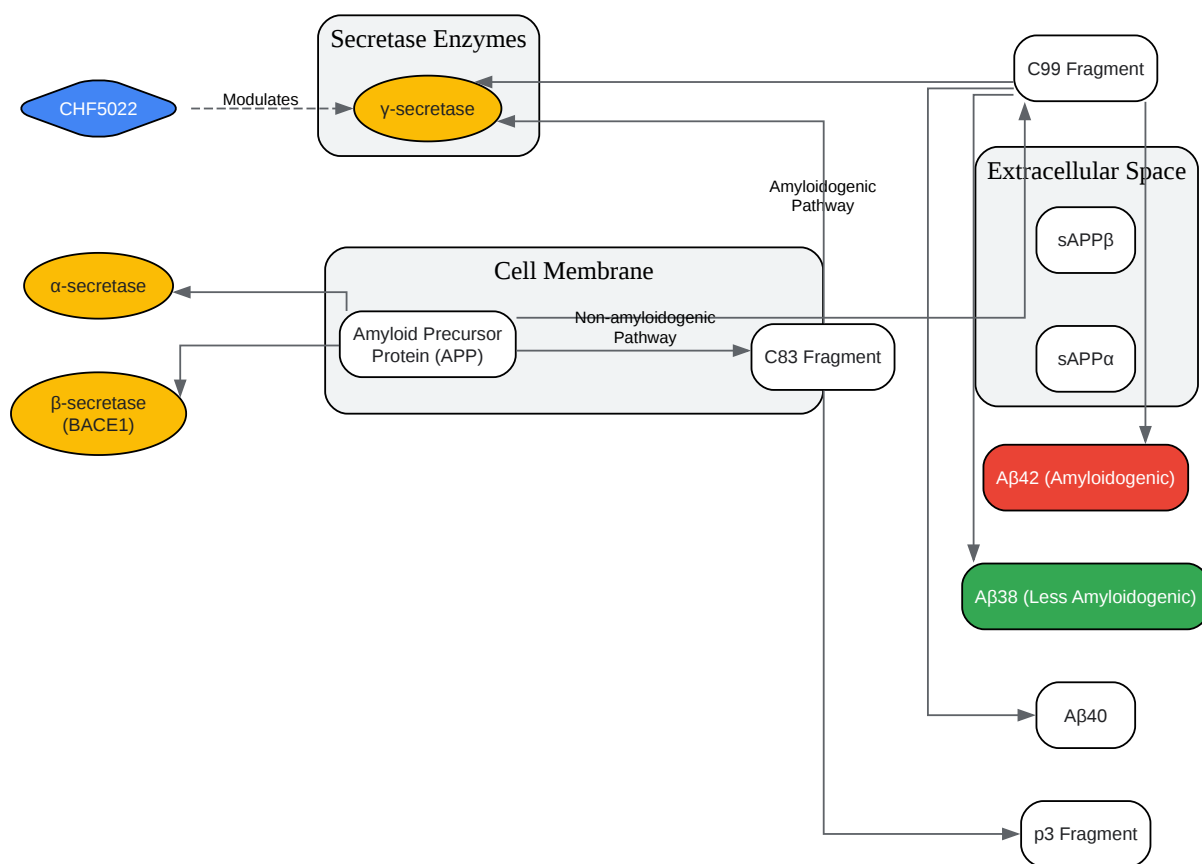 Secretase Enzymes
C99 Fragment
CHF5022
Modulates
γ-secretase
Extracellular Space
Amyloidogenic
Pathway
sAPPβ
Cell Membrane
α-secretase
Amyloid Precursor
Protein (APP)
Non-amyloidogenic
Pathway
C83 Fragment
sAPPα
β-secretase
(BACE1)
Aβ42 (Amyloidogenic)
Aβ38 (Less Amyloidogenic)
Aβ40
p3 Fragment